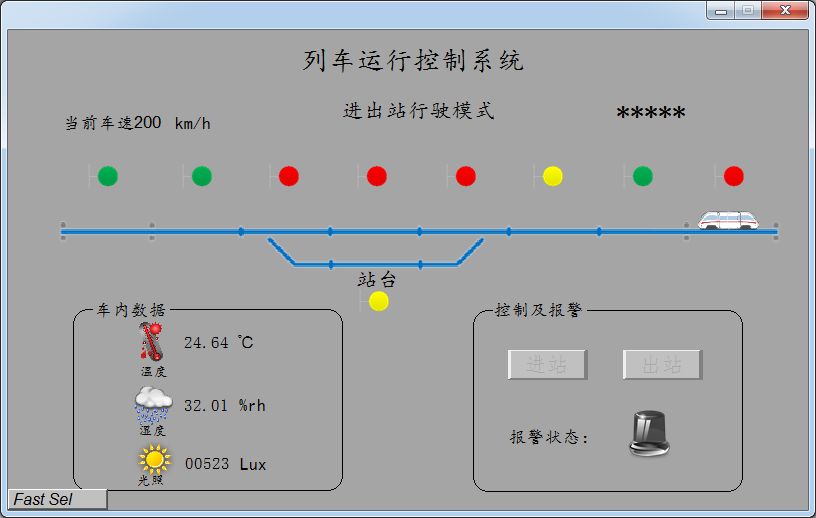 列车运行控制系统
进出站行驶模式
*****
当前车速200 km/h
站台
车内数据
24.64 ℃
温度
32.01 %rh
湿度
00523 Lux
光照
控制及报警
进站
出站
报警状态：
Fast Sel